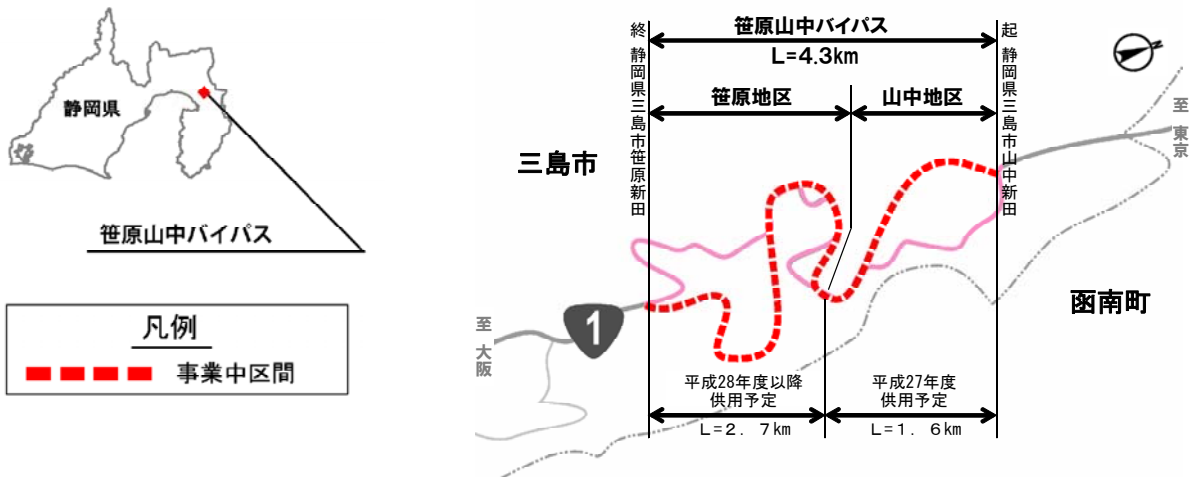 静岡県
笹原山中バイパス
凡例
事業中区間
笹原山中バイパス
L=4.3km
笹原地区
山中地区
終 静岡県三島市笹原新田
起 静岡県三島市山中新田
N
至 東京
三島市
函南町
1
至 大阪
平成28年度以降
供用予定
L=2．7km
平成27年度
供用予定
L=1．6km